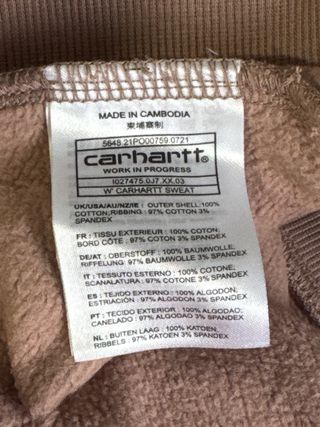 MADE IN CAMBODIA
柬埔寨制
5648.21PO00759.0721
carhartt®
WORK IN PROGRESS
I027475.0J7.XX.03
W' CARHARTT SWEAT
UK/USA/AU/NZ/IE : OUTER SHELL:100%
COTTON;RIBBING: 97% COTTON 3%
SPANDEX
FR : TISSU EXTERIEUR : 100% COTON;
BORD CÔTE : 97% COTON 3% SPANDEX
DE/AT : OBERSTOFF : 100% BAUMWOLLE;
RIFFELUNG: 97% BAUMWOLLE 3% SPANDEX
IT : TESSUTO ESTERNO : 100% COTONE;
SCANALATURA : 97% COTONE 3% SPANDEX
ES : TEJIDO EXTERNO : 100% ALGODON;
ESTRIACIÓN : 97% ALGODON 3% SPANDEX
PT : TECIDO EXTERIOR : 100% ALGODAO;
CANELADO : 97% ALGODAO 3% SPANDEX
NL : BUITEN LAAG : 100% KATOEN;
RIBBELS : 97% KATOEN 3% SPANDEX